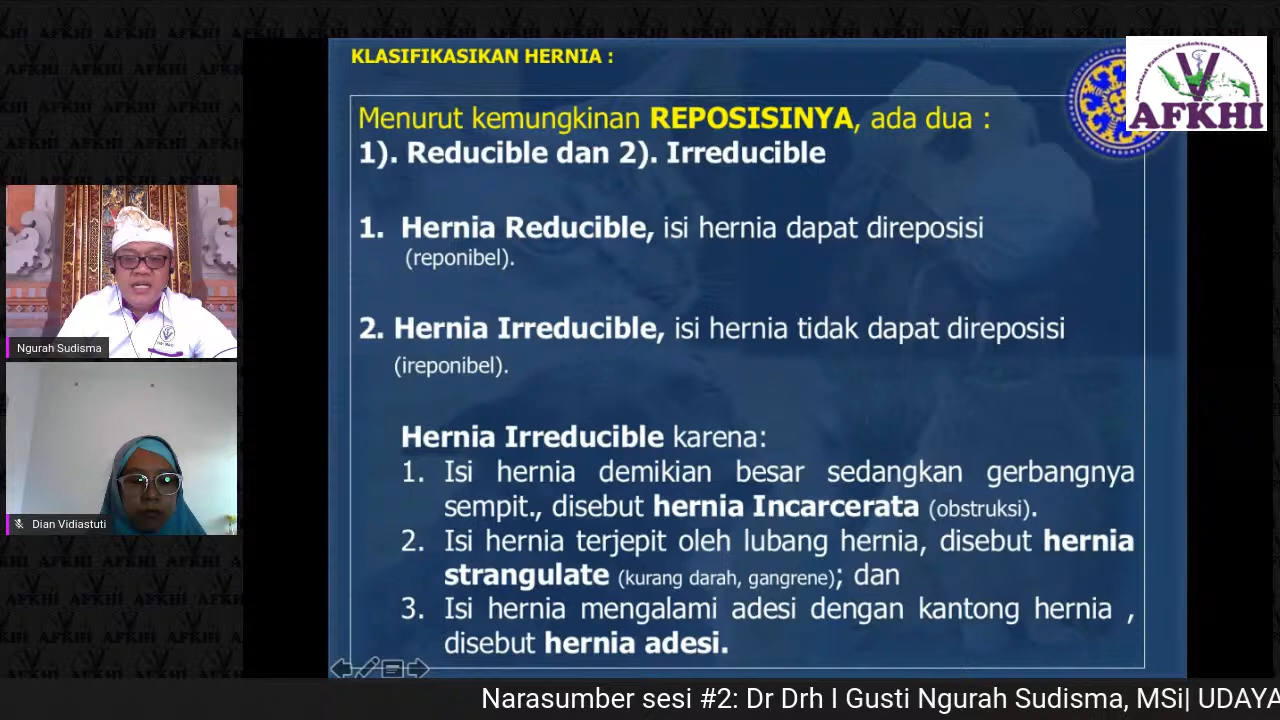 KLASIFIKASIKAN HERNIA :
Menurut kemungkinan REPOSISINYA, ada dua :
1). Reducible dan 2). Irreducible
1. Hernia Reducible, isi hernia dapat direposisi
(reponibel).
2. Hernia Irreducible, isi hernia tidak dapat direposisi
(ireponibel).
Hernia Irreducible karena:
1. Isi hernia demikian besar sedangkan gerbangnya
sempit., disebut hernia Incarcerata (obstruksi).
2. Isi hernia terjepit oleh lubang hernia, disebut hernia
strangulate (kurang darah, gangrene); dan
3. Isi hernia mengalami adesi dengan kantong hernia ,
disebut hernia adesi.
AFKHI
Ngurah Sudisma
Dian Vidiastuti
Narasumber sesi #2: Dr Drh I Gusti Ngurah Sudisma, MSi| UDAYA